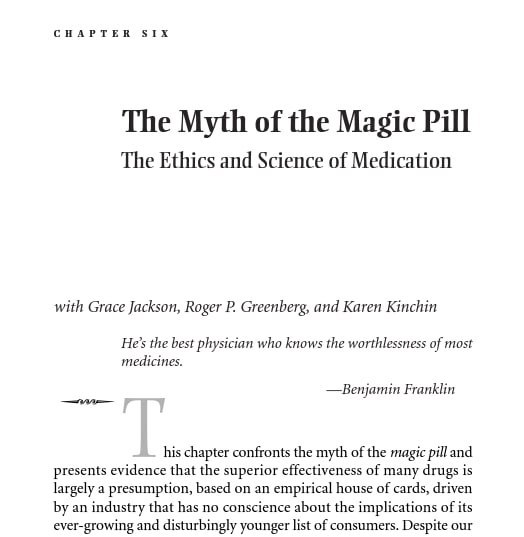 CHAPTER SIX
The Myth of the Magic Pill
The Ethics and Science of Medication
with Grace Jackson, Roger P. Greenberg, and Karen Kinchin
He's the best physician who knows the worthlessness of most
medicines.
—Benjamin Franklin
This chapter confronts the myth of the magic pill and
presents evidence that the superior effectiveness of many drugs is
largely a presumption, based on an empirical house of cards, driven
by an industry that has no conscience about the implications of its
ever-growing and disturbingly younger list of consumers. Despite our